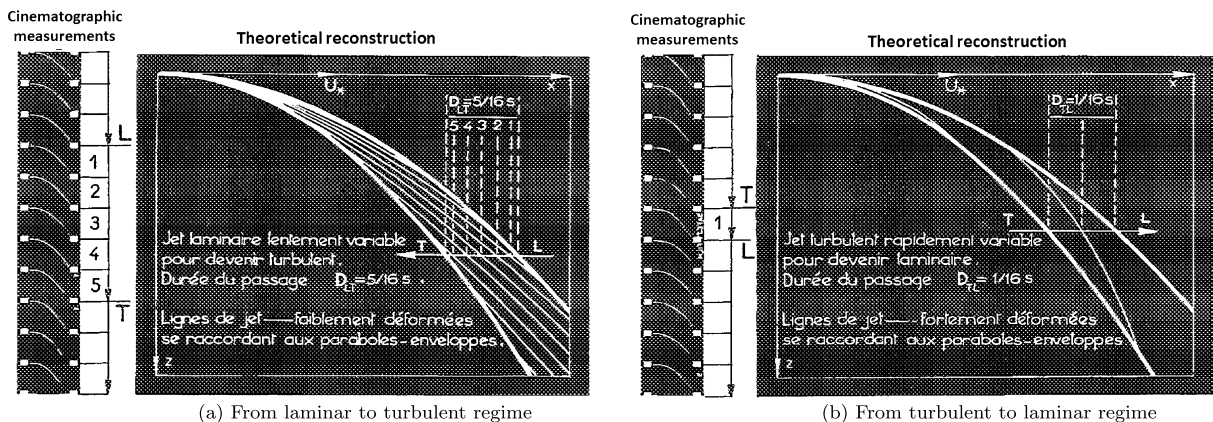 Cinematographic
measurements
Theoretical reconstruction
L
1
2
3
4
5
T
U*
x
D_LT=5/16 s
5 4 3 2 1
T L
Jet laminaire lentement variable
pour devenir turbulent.
Durée du passage D_LT=5/16 s.
Lignes de jet — faiblement déformées
se raccordant aux paraboles-enveloppes.
z
(a) From laminar to turbulent regime
Cinematographic
measurements
Theoretical reconstruction
T
1
L
U*
x
D_TL=1/16 s
T L
Jet turbulent rapidement variable
pour devenir laminaire.
Durée du passage D_TL=1/16 s
Lignes de jet — fortement déformées
se raccordant aux paraboles-enveloppes
z
(b) From turbulent to laminar regime